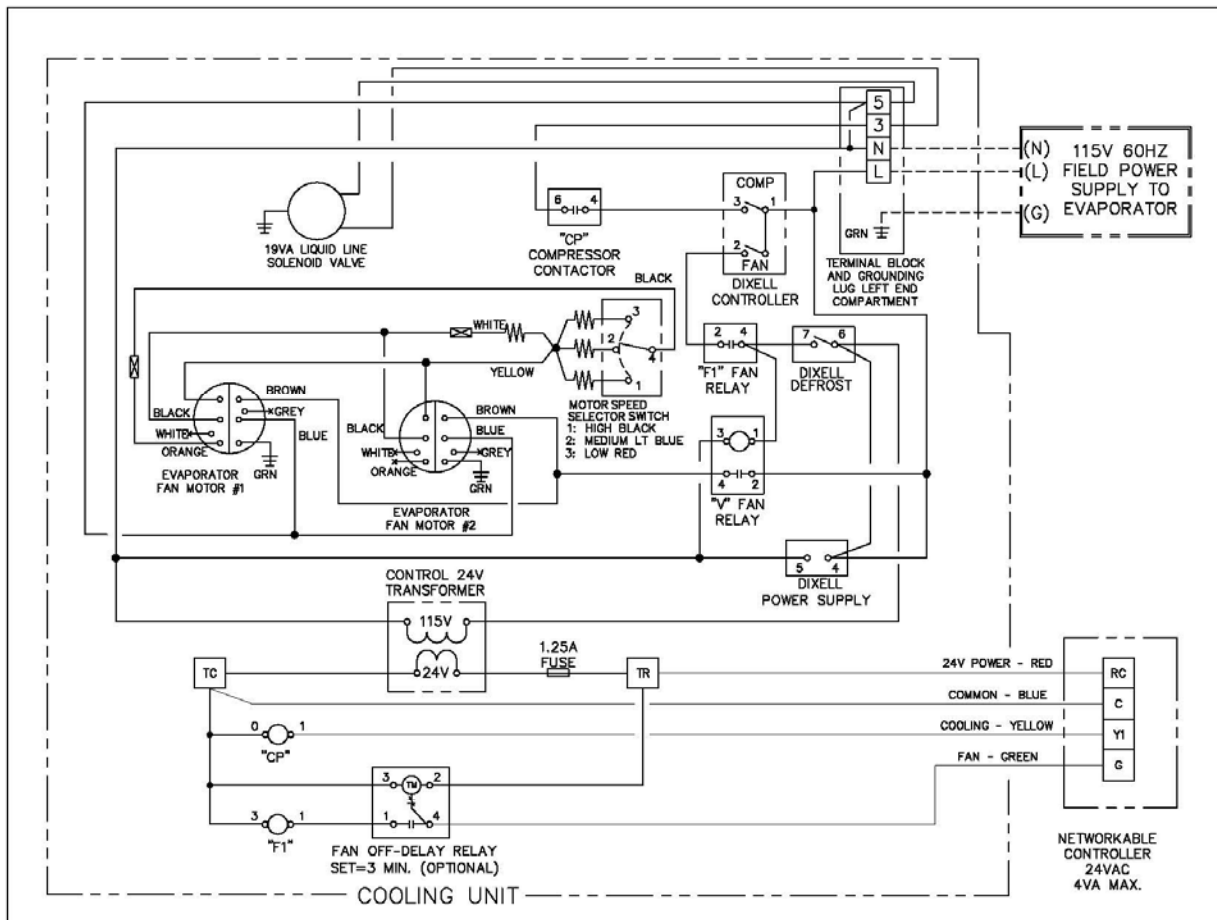 5
3
N
L
(N)
(L)
(G)
115V 60HZ
FIELD POWER
SUPPLY TO
EVAPORATOR
GRN
TERMINAL BLOCK
AND GROUNDING
LUG LEFT END
COMPARTMENT
19VA LIQUID LINE
SOLENOID VALVE
6 4
"CP"
COMPRESSOR
CONTACTOR
COMP
3 1
2
FAN
DIXELL
CONTROLLER
BLACK
WHITE
YELLOW
3
2
4
1
MOTOR SPEED
SELECTOR SWITCH
1: HIGH BLACK
2: MEDIUM LT BLUE
3: LOW RED
2 4
"F1" FAN
RELAY
7 6
DIXELL
DEFROST
BROWN
GREY
BLACK
BLUE
WHITE
ORANGE
GRN
EVAPORATOR
FAN MOTOR #1
BROWN
BLUE
BLACK
WHITE
GREY
ORANGE
GRN
EVAPORATOR
FAN MOTOR #2
3 1
4 2
"V" FAN
RELAY
5 4
DIXELL
POWER SUPPLY
CONTROL 24V
TRANSFORMER
115V
24V
1.25A
FUSE
TC
TR
24V POWER - RED
COMMON - BLUE
COOLING - YELLOW
FAN - GREEN
RC
C
Y1
G
0 1
"CP"
3 TM 2
1 4
3 1
"F1"
FAN OFF-DELAY RELAY
SET=3 MIN. (OPTIONAL)
NETWORKABLE
CONTROLLER
24VAC
4VA MAX.
COOLING UNIT